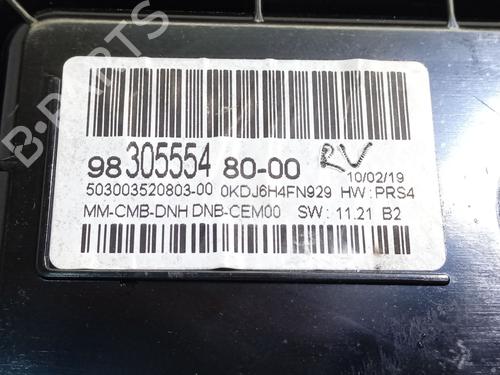 B-PARTS
98 305554 80-00 RV 10/02/19
503003520803-00 0KDJ6H4FN929 HW : PRS4
MM-CMB-DNH DNB-CEM00 SW : 11.21 B2